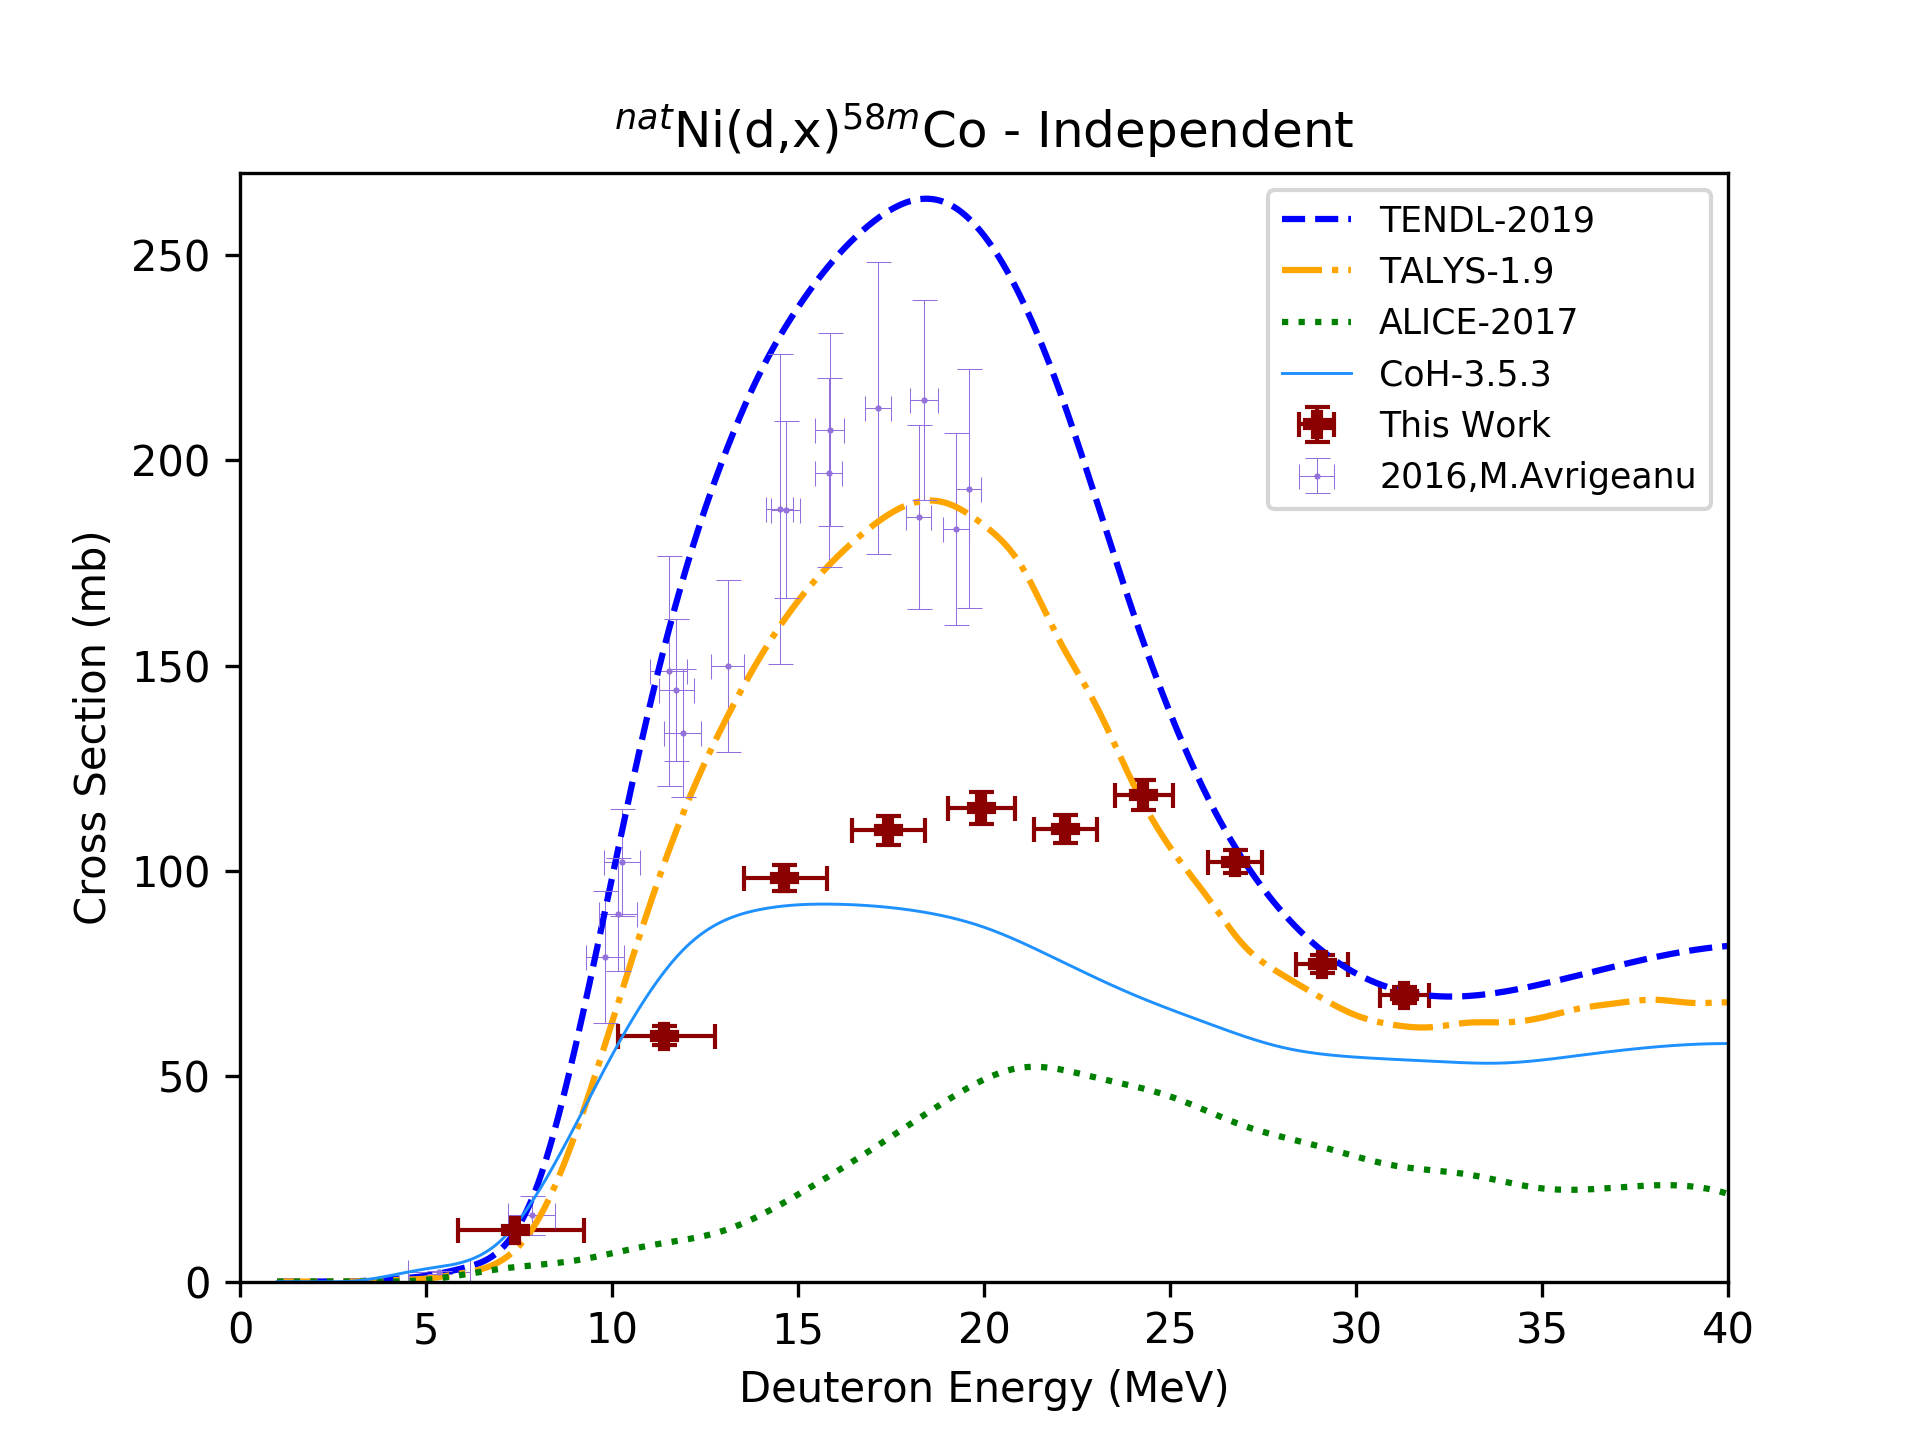 ⁿᵃᵗNi(d,x)⁵⁸ᵐCo - Independent
TENDL-2019
TALYS-1.9
ALICE-2017
CoH-3.5.3
This Work
2016,M.Avrigeanu
Cross Section (mb)
250
200
150
100
50
0
0 5 10 15 20 25 30 35 40
Deuteron Energy (MeV)